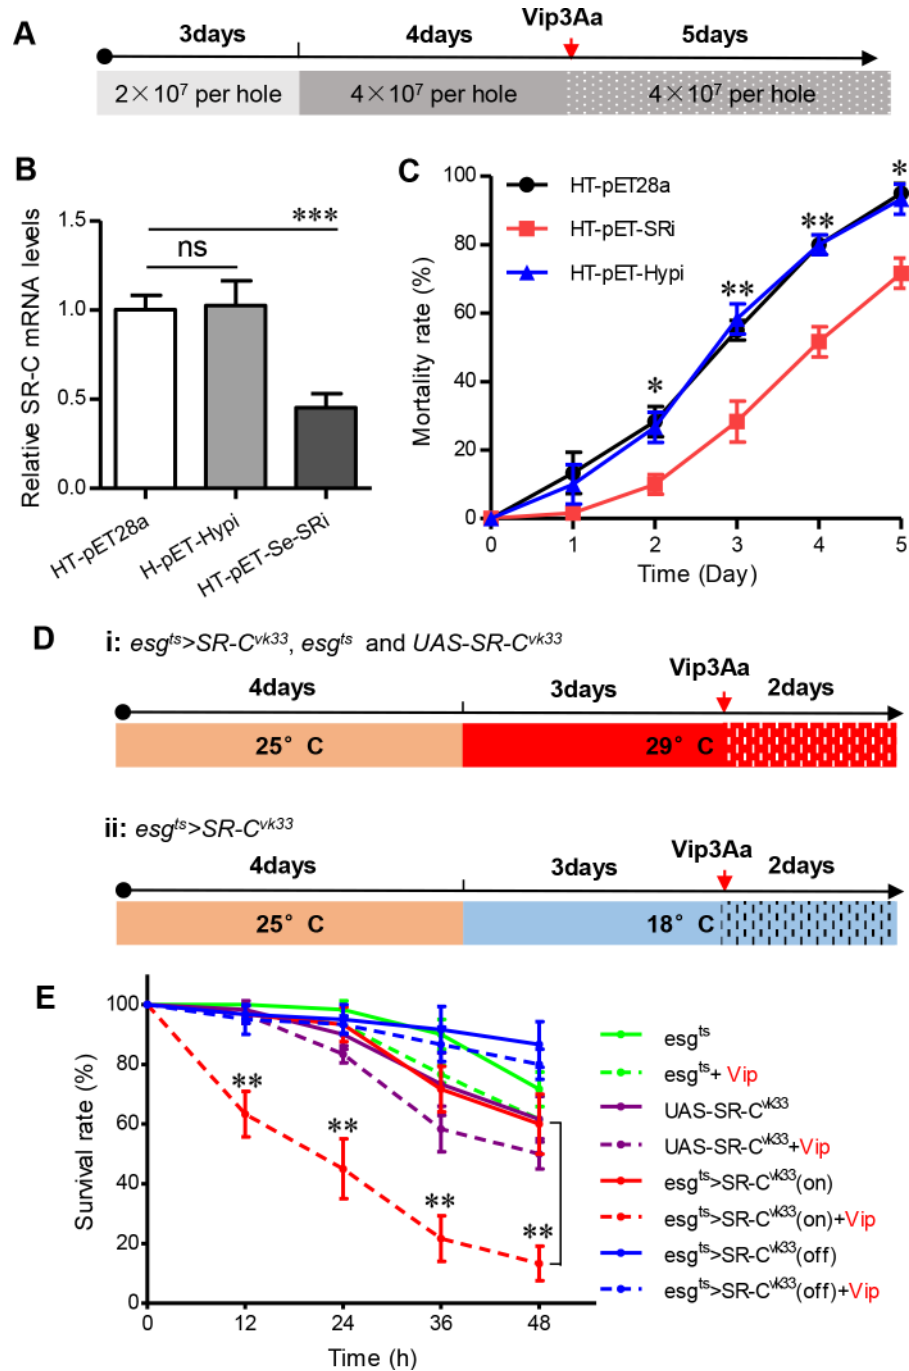 A
Vip3Aa
3days
4days
5days
2×10⁷ per hole
4×10⁷ per hole
4×10⁷ per hole
B
Relative SR-C mRNA levels
1.5
1.0
0.5
0.0
***
ns
HT-pET28a
H-pET-Hypi
HT-pET-Se-SRi
C
Mortality rate (%)
100
80
60
40
20
0
HT-pET28a
HT-pET-SRi
HT-pET-Hypi
*
**
**
*
0 1 2 3 4 5
Time (Day)
D
i: esgᵗˢ>SR-Cᵛᵏ³³, esgᵗˢ and UAS-SR-Cᵛᵏ³³
Vip3Aa
4days
3days
2days
25° C
29° C
ii: esgᵗˢ>SR-Cᵛᵏ³³
Vip3Aa
4days
3days
2days
25° C
18° C
E
Survival rate (%)
100
80
60
40
20
0
**
**
**
**
0 12 24 36 48
Time (h)
esgᵗˢ
esgᵗˢ+ Vip
UAS-SR-Cᵛᵏ³³
UAS-SR-Cᵛᵏ³³+Vip
esgᵗˢ>SR-Cᵛᵏ³³(on)
esgᵗˢ>SR-Cᵛᵏ³³(on)+Vip
esgᵗˢ>SR-Cᵛᵏ³³(off)
esgᵗˢ>SR-Cᵛᵏ³³(off)+Vip